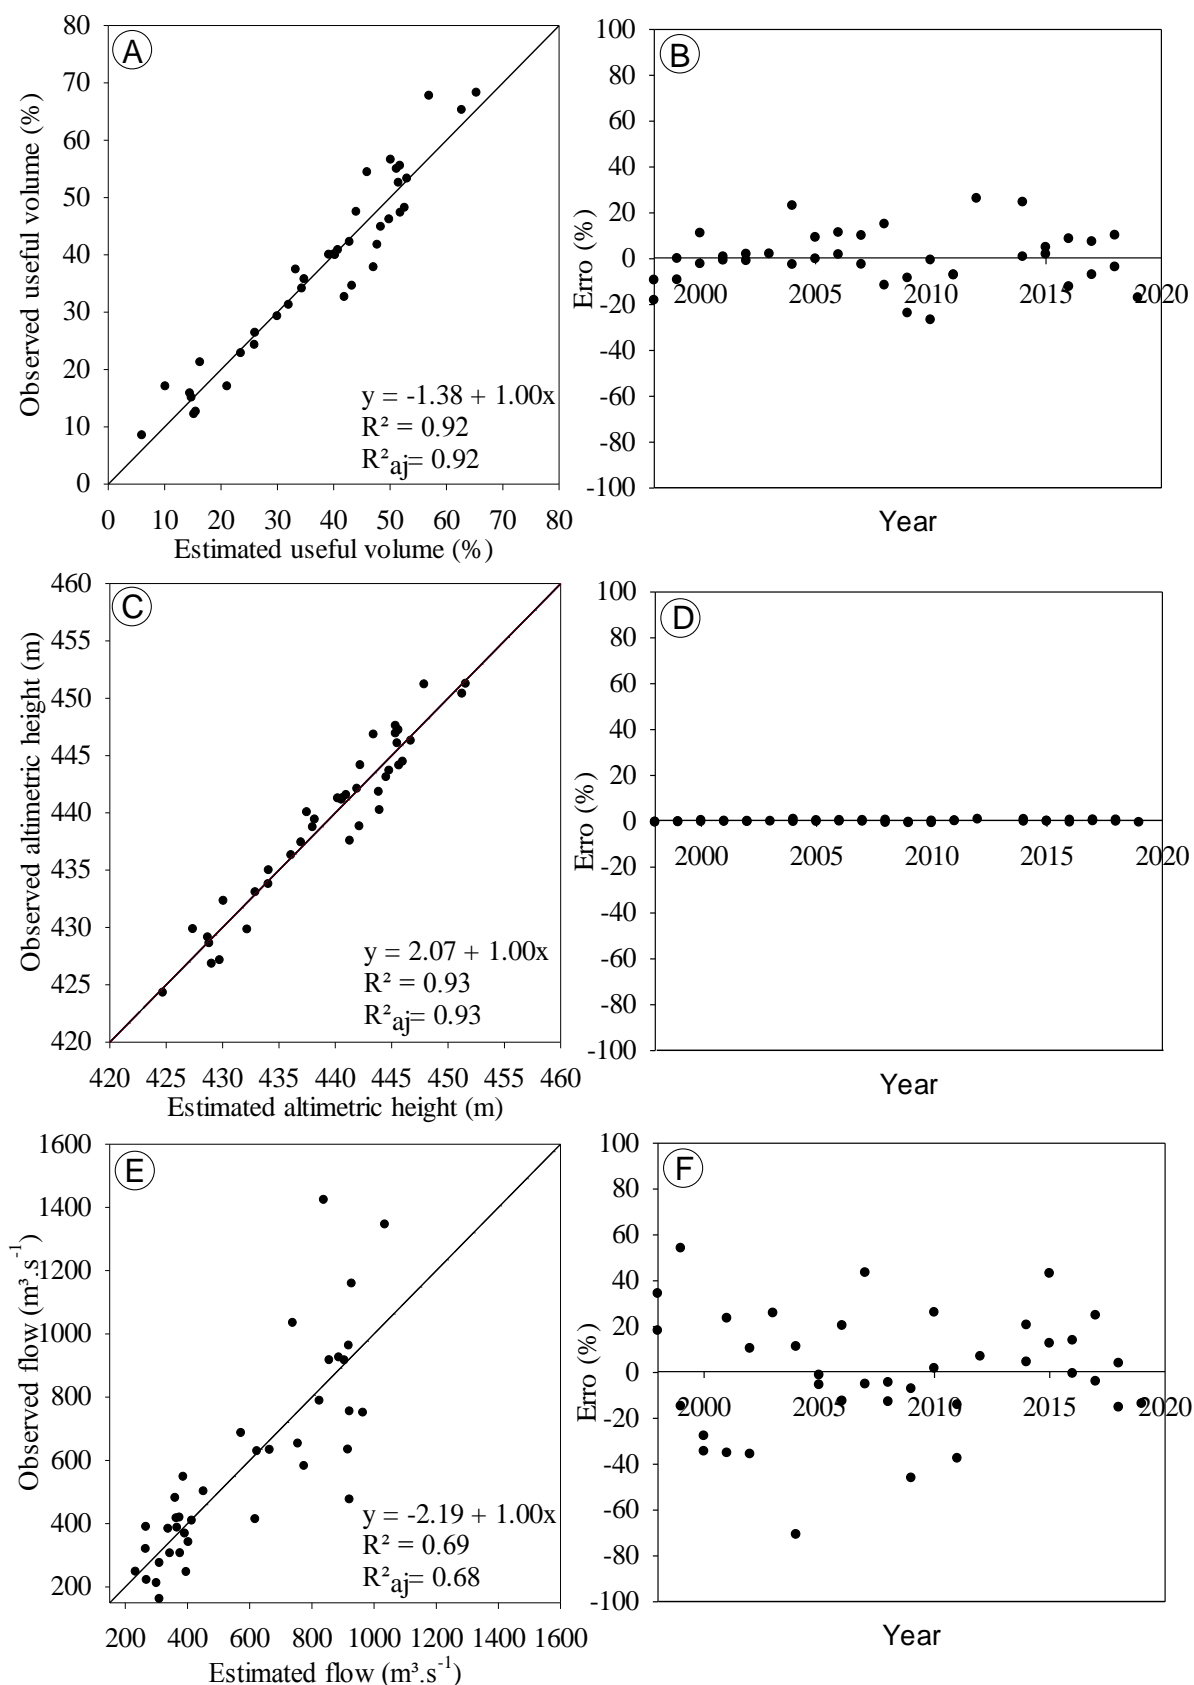 A
Observed useful volume (%)
80
70
60
50
40
30
20
10
0
y = -1.38 + 1.00x
R² = 0.92
R²aj= 0.92
0 10 20 30 40 50 60 70 80
Estimated useful volume (%)
B
Erro (%)
100
80
60
40
20
0
-20
-40
-60
-80
-100
2000 2005 2010 2015 2020
Year
C
Observed altimetric height (m)
460
455
450
445
440
435
430
425
420
y = 2.07 + 1.00x
R² = 0.93
R²aj= 0.93
420 425 430 435 440 445 450 455 460
Estimated altimetric height (m)
D
Erro (%)
100
80
60
40
20
0
-20
-40
-60
-80
-100
2000 2005 2010 2015 2020
Year
E
Observed flow (m³.s⁻¹)
1600
1400
1200
1000
800
600
400
200
y = -2.19 + 1.00x
R² = 0.69
R²aj= 0.68
200 400 600 800 1000 1200 1400 1600
Estimated flow (m³.s⁻¹)
F
Erro (%)
100
80
60
40
20
0
-20
-40
-60
-80
-100
2000 2005 2010 2015 2020
Year